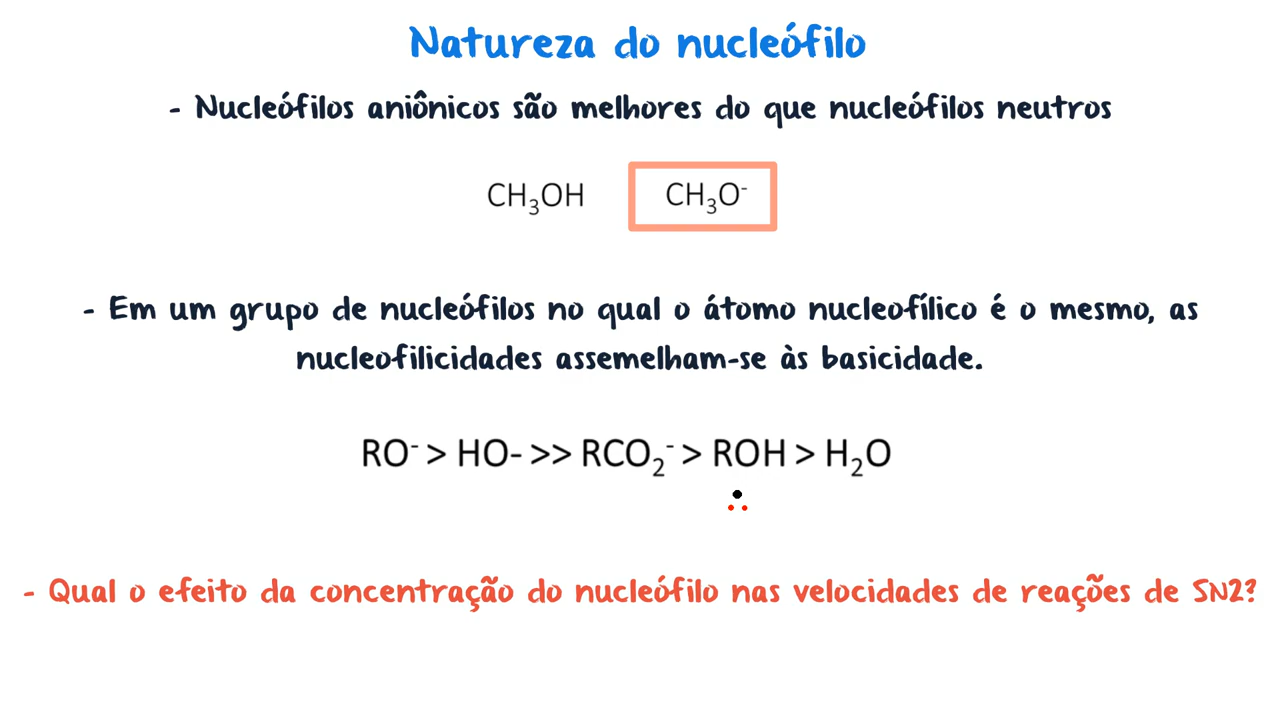 Natureza do nucleófilo
- Nucleófilos aniônicos são melhores do que nucleófilos neutros
CH₃OH CH₃O⁻
- Em um grupo de nucleófilos no qual o átomo nucleofílico é o mesmo, as
nucleofilicidades assemelham-se às basicidade.
RO⁻ > HO- >> RCO₂⁻ > ROH > H₂O
- Qual o efeito da concentração do nucleófilo nas velocidades de reações de SN2?